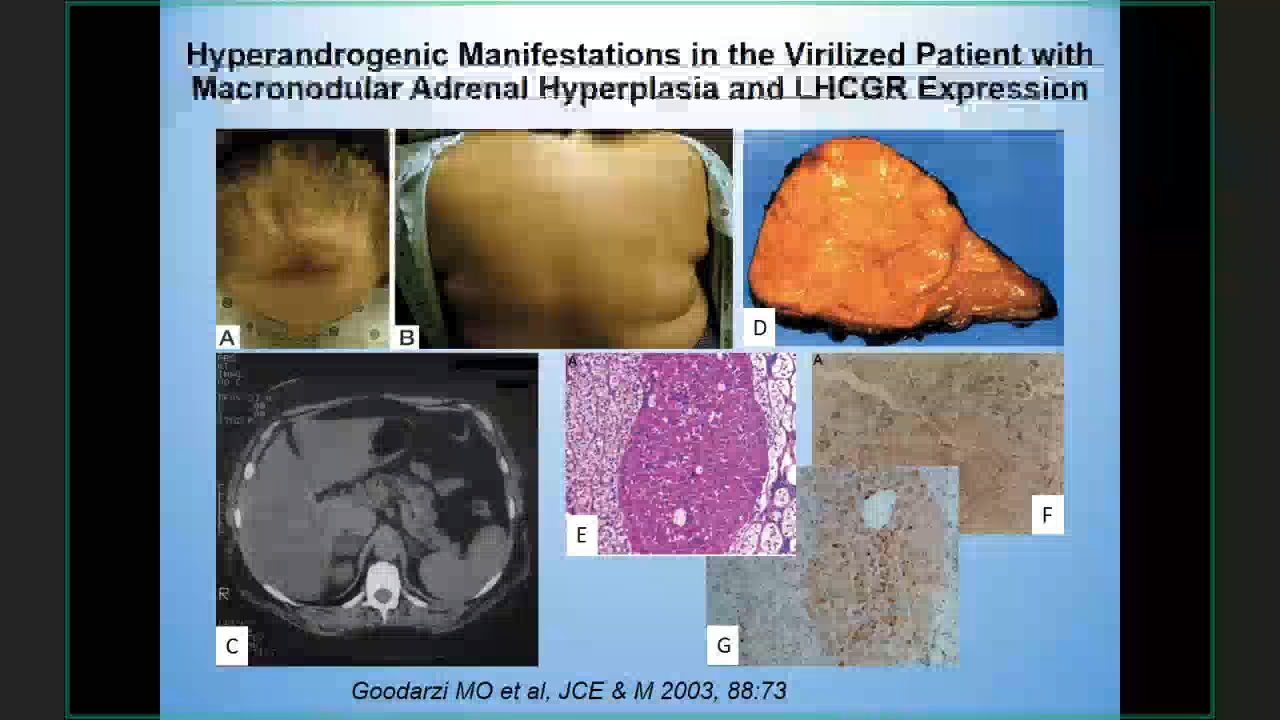 Hyperandrogenic Manifestations in the Virilized Patient with
Macronodular Adrenal Hyperplasia and LHCGR Expression
A
B
D
A
A
E
F
R
C
G
Goodarzi MO et al, JCE & M 2003, 88:73